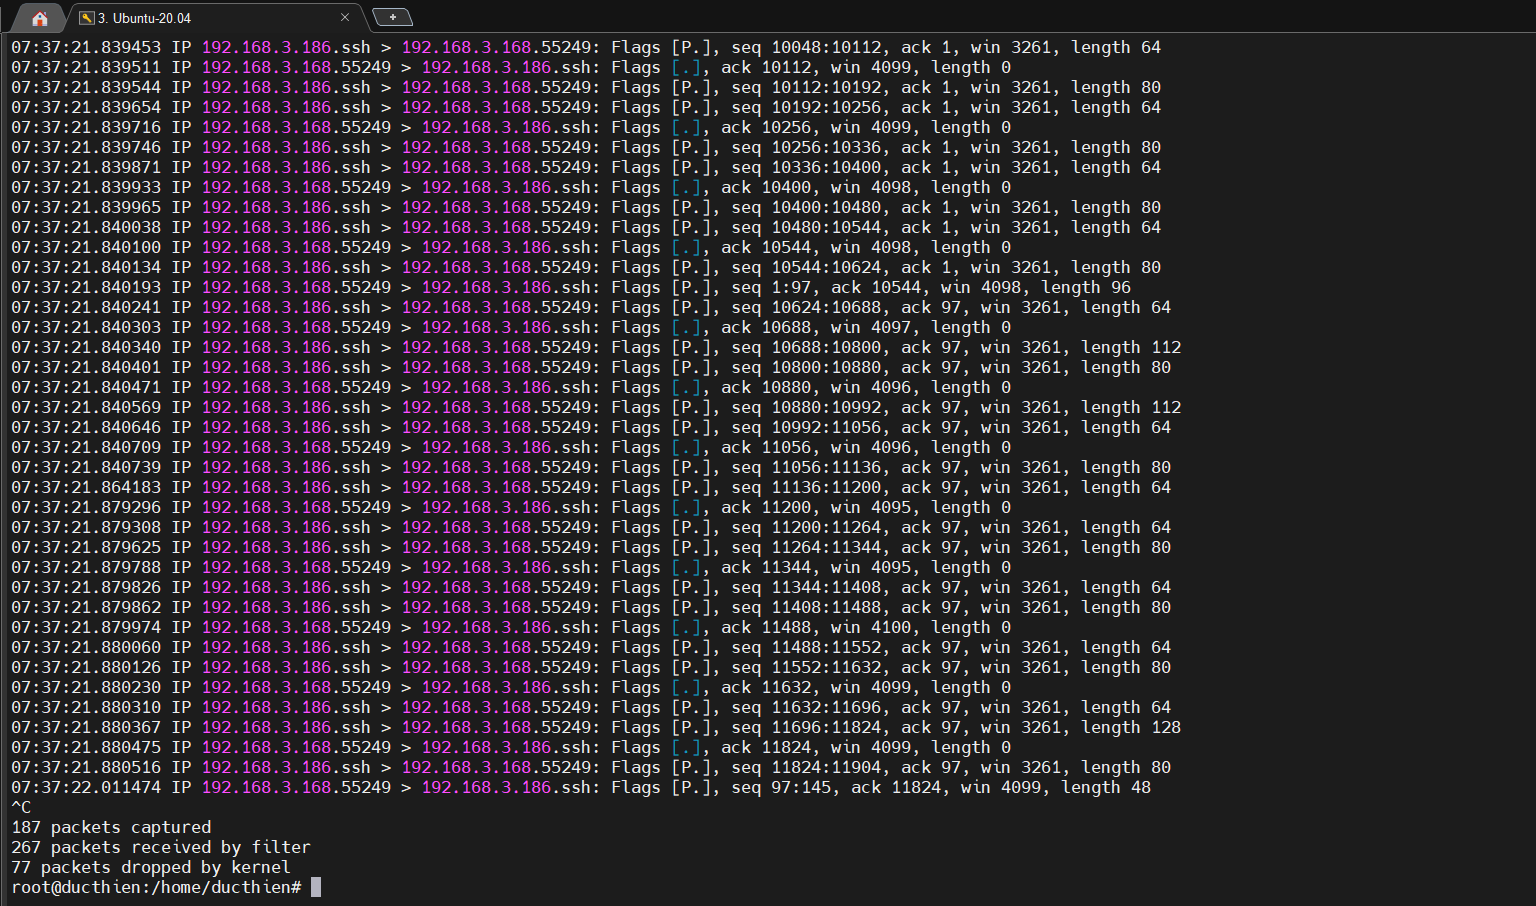 3. Ubuntu-20.04
07:37:21.839453 IP 192.168.3.186.ssh > 192.168.3.168.55249: Flags [P.], seq 10048:10112, ack 1, win 3261, length 64
07:37:21.839511 IP 192.168.3.168.55249 > 192.168.3.186.ssh: Flags [.], ack 10112, win 4099, length 0
07:37:21.839544 IP 192.168.3.186.ssh > 192.168.3.168.55249: Flags [P.], seq 10112:10192, ack 1, win 3261, length 80
07:37:21.839654 IP 192.168.3.186.ssh > 192.168.3.168.55249: Flags [P.], seq 10192:10256, ack 1, win 3261, length 64
07:37:21.839716 IP 192.168.3.168.55249 > 192.168.3.186.ssh: Flags [.], ack 10256, win 4099, length 0
07:37:21.839746 IP 192.168.3.186.ssh > 192.168.3.168.55249: Flags [P.], seq 10256:10336, ack 1, win 3261, length 80
07:37:21.839871 IP 192.168.3.186.ssh > 192.168.3.168.55249: Flags [P.], seq 10336:10400, ack 1, win 3261, length 64
07:37:21.839933 IP 192.168.3.168.55249 > 192.168.3.186.ssh: Flags [.], ack 10400, win 4098, length 0
07:37:21.839965 IP 192.168.3.186.ssh > 192.168.3.168.55249: Flags [P.], seq 10400:10480, ack 1, win 3261, length 80
07:37:21.840038 IP 192.168.3.186.ssh > 192.168.3.168.55249: Flags [P.], seq 10480:10544, ack 1, win 3261, length 64
07:37:21.840100 IP 192.168.3.168.55249 > 192.168.3.186.ssh: Flags [.], ack 10544, win 4098, length 0
07:37:21.840134 IP 192.168.3.186.ssh > 192.168.3.168.55249: Flags [P.], seq 10544:10624, ack 1, win 3261, length 80
07:37:21.840193 IP 192.168.3.168.55249 > 192.168.3.186.ssh: Flags [P.], seq 1:97, ack 10544, win 4098, length 96
07:37:21.840241 IP 192.168.3.186.ssh > 192.168.3.168.55249: Flags [P.], seq 10624:10688, ack 97, win 3261, length 64
07:37:21.840303 IP 192.168.3.168.55249 > 192.168.3.186.ssh: Flags [.], ack 10688, win 4097, length 0
07:37:21.840340 IP 192.168.3.186.ssh > 192.168.3.168.55249: Flags [P.], seq 10688:10800, ack 97, win 3261, length 112
07:37:21.840401 IP 192.168.3.186.ssh > 192.168.3.168.55249: Flags [P.], seq 10800:10880, ack 97, win 3261, length 80
07:37:21.840471 IP 192.168.3.168.55249 > 192.168.3.186.ssh: Flags [.], ack 10880, win 4096, length 0
07:37:21.840569 IP 192.168.3.186.ssh > 192.168.3.168.55249: Flags [P.], seq 10880:10992, ack 97, win 3261, length 112
07:37:21.840646 IP 192.168.3.186.ssh > 192.168.3.168.55249: Flags [P.], seq 10992:11056, ack 97, win 3261, length 64
07:37:21.840709 IP 192.168.3.168.55249 > 192.168.3.186.ssh: Flags [.], ack 11056, win 4096, length 0
07:37:21.840739 IP 192.168.3.186.ssh > 192.168.3.168.55249: Flags [P.], seq 11056:11136, ack 97, win 3261, length 80
07:37:21.864183 IP 192.168.3.186.ssh > 192.168.3.168.55249: Flags [P.], seq 11136:11200, ack 97, win 3261, length 64
07:37:21.879296 IP 192.168.3.168.55249 > 192.168.3.186.ssh: Flags [.], ack 11200, win 4095, length 0
07:37:21.879308 IP 192.168.3.186.ssh > 192.168.3.168.55249: Flags [P.], seq 11200:11264, ack 97, win 3261, length 64
07:37:21.879625 IP 192.168.3.186.ssh > 192.168.3.168.55249: Flags [P.], seq 11264:11344, ack 97, win 3261, length 80
07:37:21.879788 IP 192.168.3.168.55249 > 192.168.3.186.ssh: Flags [.], ack 11344, win 4095, length 0
07:37:21.879826 IP 192.168.3.186.ssh > 192.168.3.168.55249: Flags [P.], seq 11344:11408, ack 97, win 3261, length 64
07:37:21.879862 IP 192.168.3.186.ssh > 192.168.3.168.55249: Flags [P.], seq 11408:11488, ack 97, win 3261, length 80
07:37:21.879974 IP 192.168.3.168.55249 > 192.168.3.186.ssh: Flags [.], ack 11488, win 4100, length 0
07:37:21.880060 IP 192.168.3.186.ssh > 192.168.3.168.55249: Flags [P.], seq 11488:11552, ack 97, win 3261, length 64
07:37:21.880126 IP 192.168.3.186.ssh > 192.168.3.168.55249: Flags [P.], seq 11552:11632, ack 97, win 3261, length 80
07:37:21.880230 IP 192.168.3.168.55249 > 192.168.3.186.ssh: Flags [.], ack 11632, win 4099, length 0
07:37:21.880310 IP 192.168.3.186.ssh > 192.168.3.168.55249: Flags [P.], seq 11632:11696, ack 97, win 3261, length 64
07:37:21.880367 IP 192.168.3.186.ssh > 192.168.3.168.55249: Flags [P.], seq 11696:11824, ack 97, win 3261, length 128
07:37:21.880475 IP 192.168.3.168.55249 > 192.168.3.186.ssh: Flags [.], ack 11824, win 4099, length 0
07:37:21.880516 IP 192.168.3.186.ssh > 192.168.3.168.55249: Flags [P.], seq 11824:11904, ack 97, win 3261, length 80
07:37:22.011474 IP 192.168.3.168.55249 > 192.168.3.186.ssh: Flags [P.], seq 97:145, ack 11824, win 4099, length 48
^C
187 packets captured
267 packets received by filter
77 packets dropped by kernel
root@ducthien:/home/ducthien#